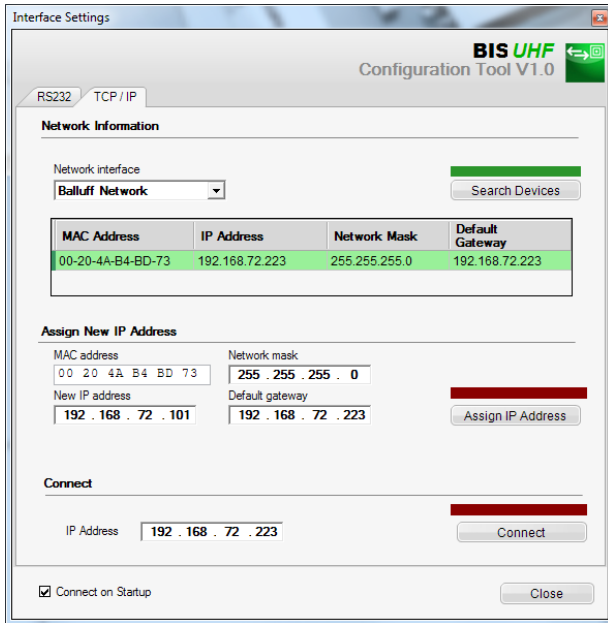 Interface Settings
BIS UHF
Configuration Tool V1.0
RS232 TCP / IP
Network Information
Network interface
Balluff Network
Search Devices
MAC Address IP Address Network Mask Default Gateway
00-20-4A-B4-BD-73 192.168.72.223 255.255.255.0 192.168.72.223
Assign New IP Address
MAC address Network mask
00 20 4A B4 BD 73 255 . 255 . 255 . 0
New IP address Default gateway
192 . 168 . 72 . 101 192 . 168 . 72 . 223 Assign IP Address
Connect
IP Address 192 . 168 . 72 . 223 Connect
Connect on Startup Close